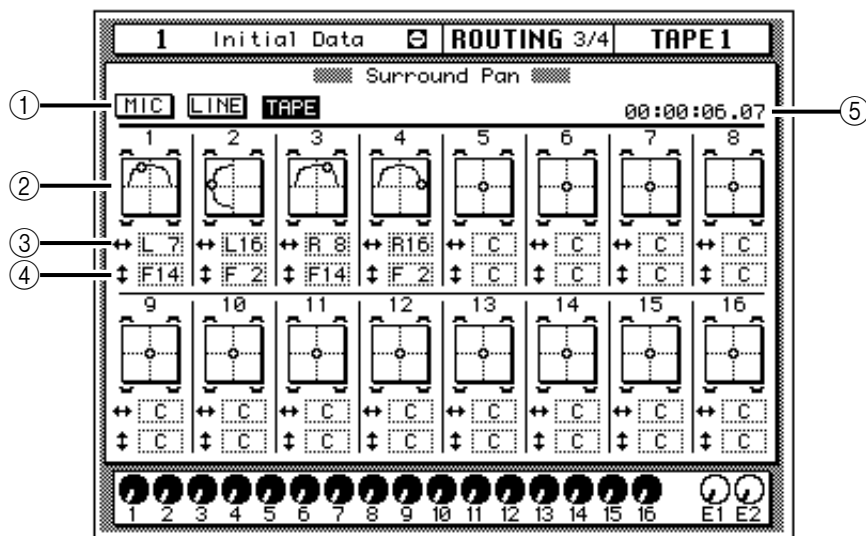 1 Initial Data ROUTING 3/4 TAPE 1
Surround Pan
① MIC LINE TAPE 00:00:06.07 ⑤
1 2 3 4 5 6 7 8
②
③ ↔ L 7 ↔ L16 ↔ R 8 ↔ R16 ↔ C ↔ C ↔ C ↔ C
④ ↕ F14 ↕ F 2 ↕ F14 ↕ F 2 ↕ C ↕ C ↕ C ↕ C
9 10 11 12 13 14 15 16
↔ C ↔ C ↔ C ↔ C ↔ C ↔ C ↔ C ↔ C
↕ C ↕ C ↕ C ↕ C ↕ C ↕ C ↕ C ↕ C
1 2 3 4 5 6 7 8 9 10 11 12 13 14 15 16 E1 E2